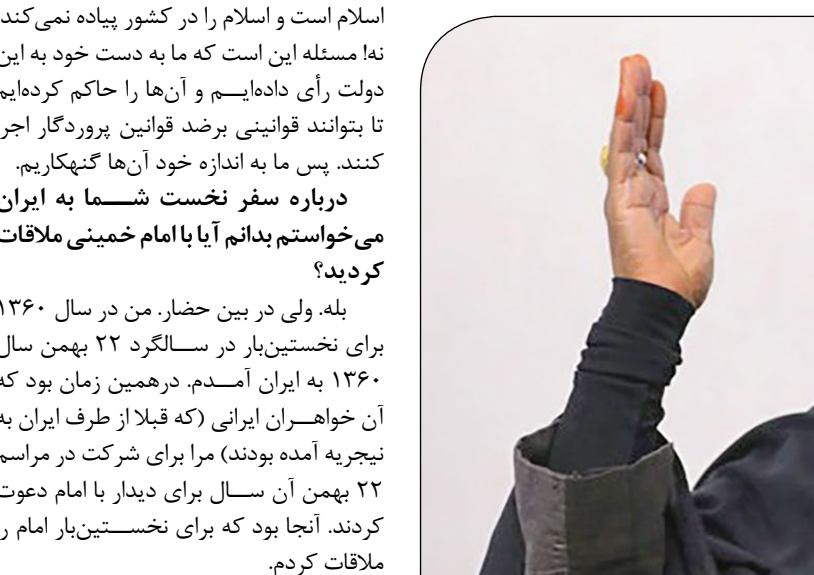 اسلام است و اسلام را در کشور پیاده نمی‌کند.
نه! مسئله این است که ما به دست خود به این
دولت رأی داده‌ایم و آن‌ها را حاکم کرده‌ایم
تا بتوانند قوانینی برضد قوانین پروردگار اجر
کنند. پس ما به اندازه خود آن‌ها گنهکاریم.
درباره سفر نخست شما به ایران
می‌خواستم بدانم آیا با امام خمینی ملاقات
کردید؟
بله. ولی در بین حضار. من در سال ۱۳۶۰
برای نخستین‌بار در سالگرد ۲۲ بهمن سال
۱۳۶۰ به ایران آمدم. درهمین زمان بود که
آن خواهران ایرانی (که قبلا از طرف ایران به
نیجریه آمده بودند) مرا برای شرکت در مراسم
۲۲ بهمن آن سال برای دیدار با امام دعوت
کردند. آنجا بود که برای نخستین‌بار امام ر
ملاقات کردم.